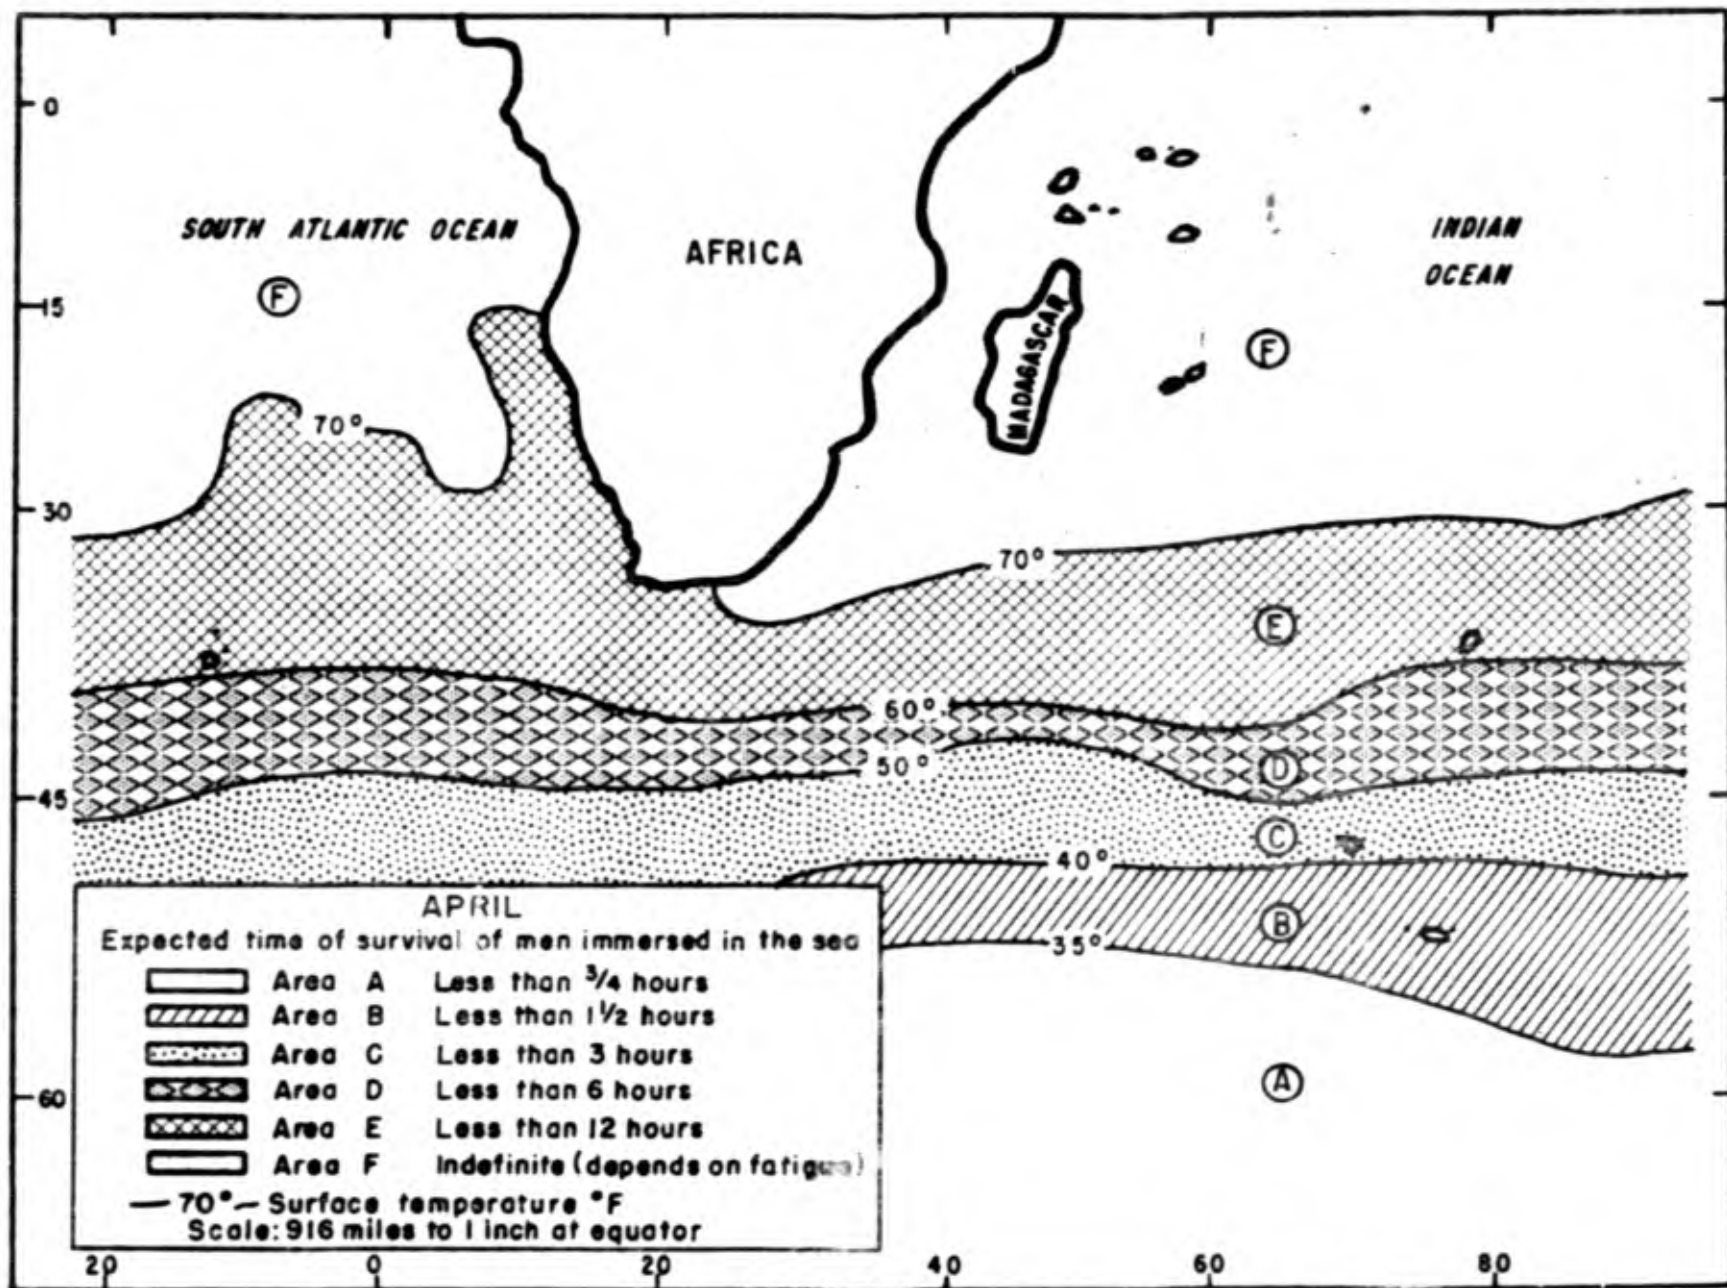 0
SOUTH ATLANTIC OCEAN
AFRICA
INDIAN
OCEAN
F
15
MADAGASCAR
F
70°
30
70°
E
60°
50°
D
45
C
40°
B
35°
A
60
APRIL
Expected time of survival of men immersed in the sea
Area A Less than 3/4 hours
Area B Less than 1 1/2 hours
Area C Less than 3 hours
Area D Less than 6 hours
Area E Less than 12 hours
Area F Indefinite (depends on fatigue)
— 70° — Surface temperature °F
Scale: 916 miles to 1 inch at equator
20 0 20 40 60 80